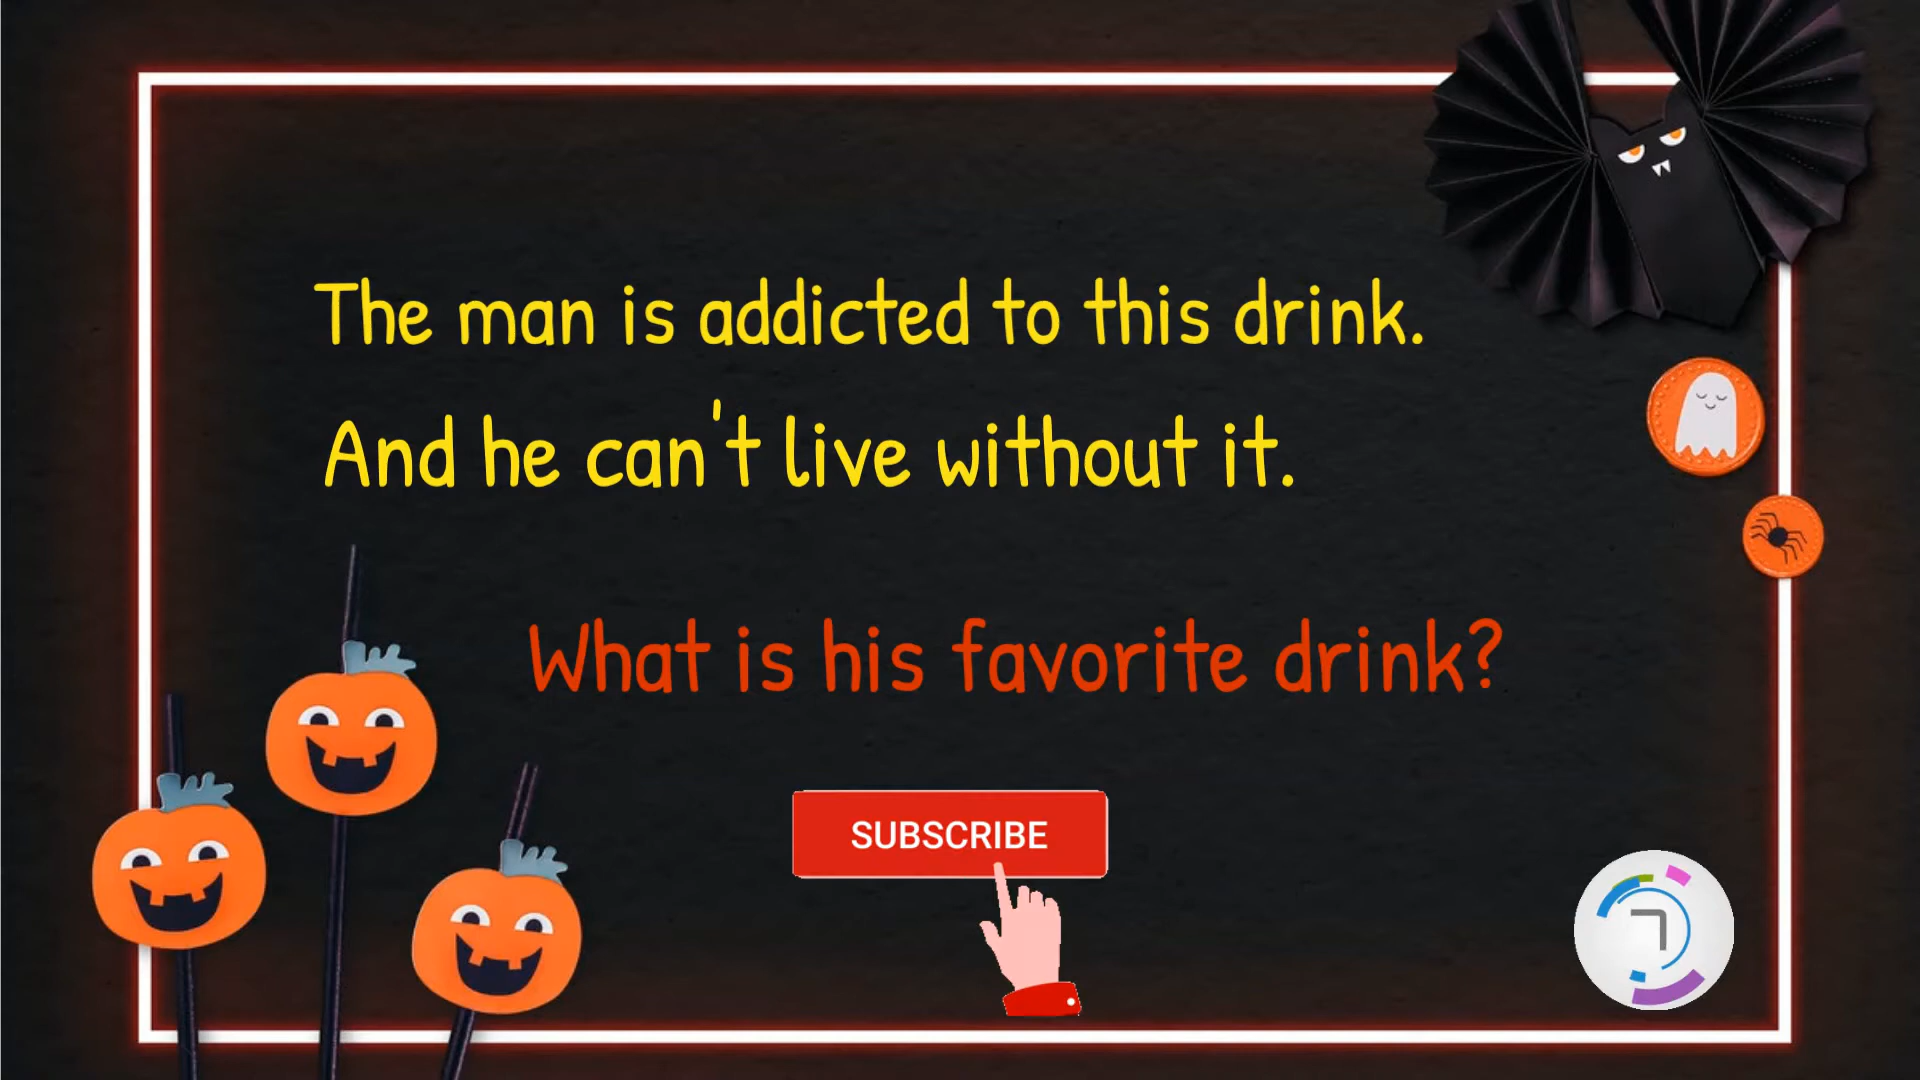 The man is addicted to this drink.
And he can't live without it.
What is his favorite drink?
SUBSCRIBE